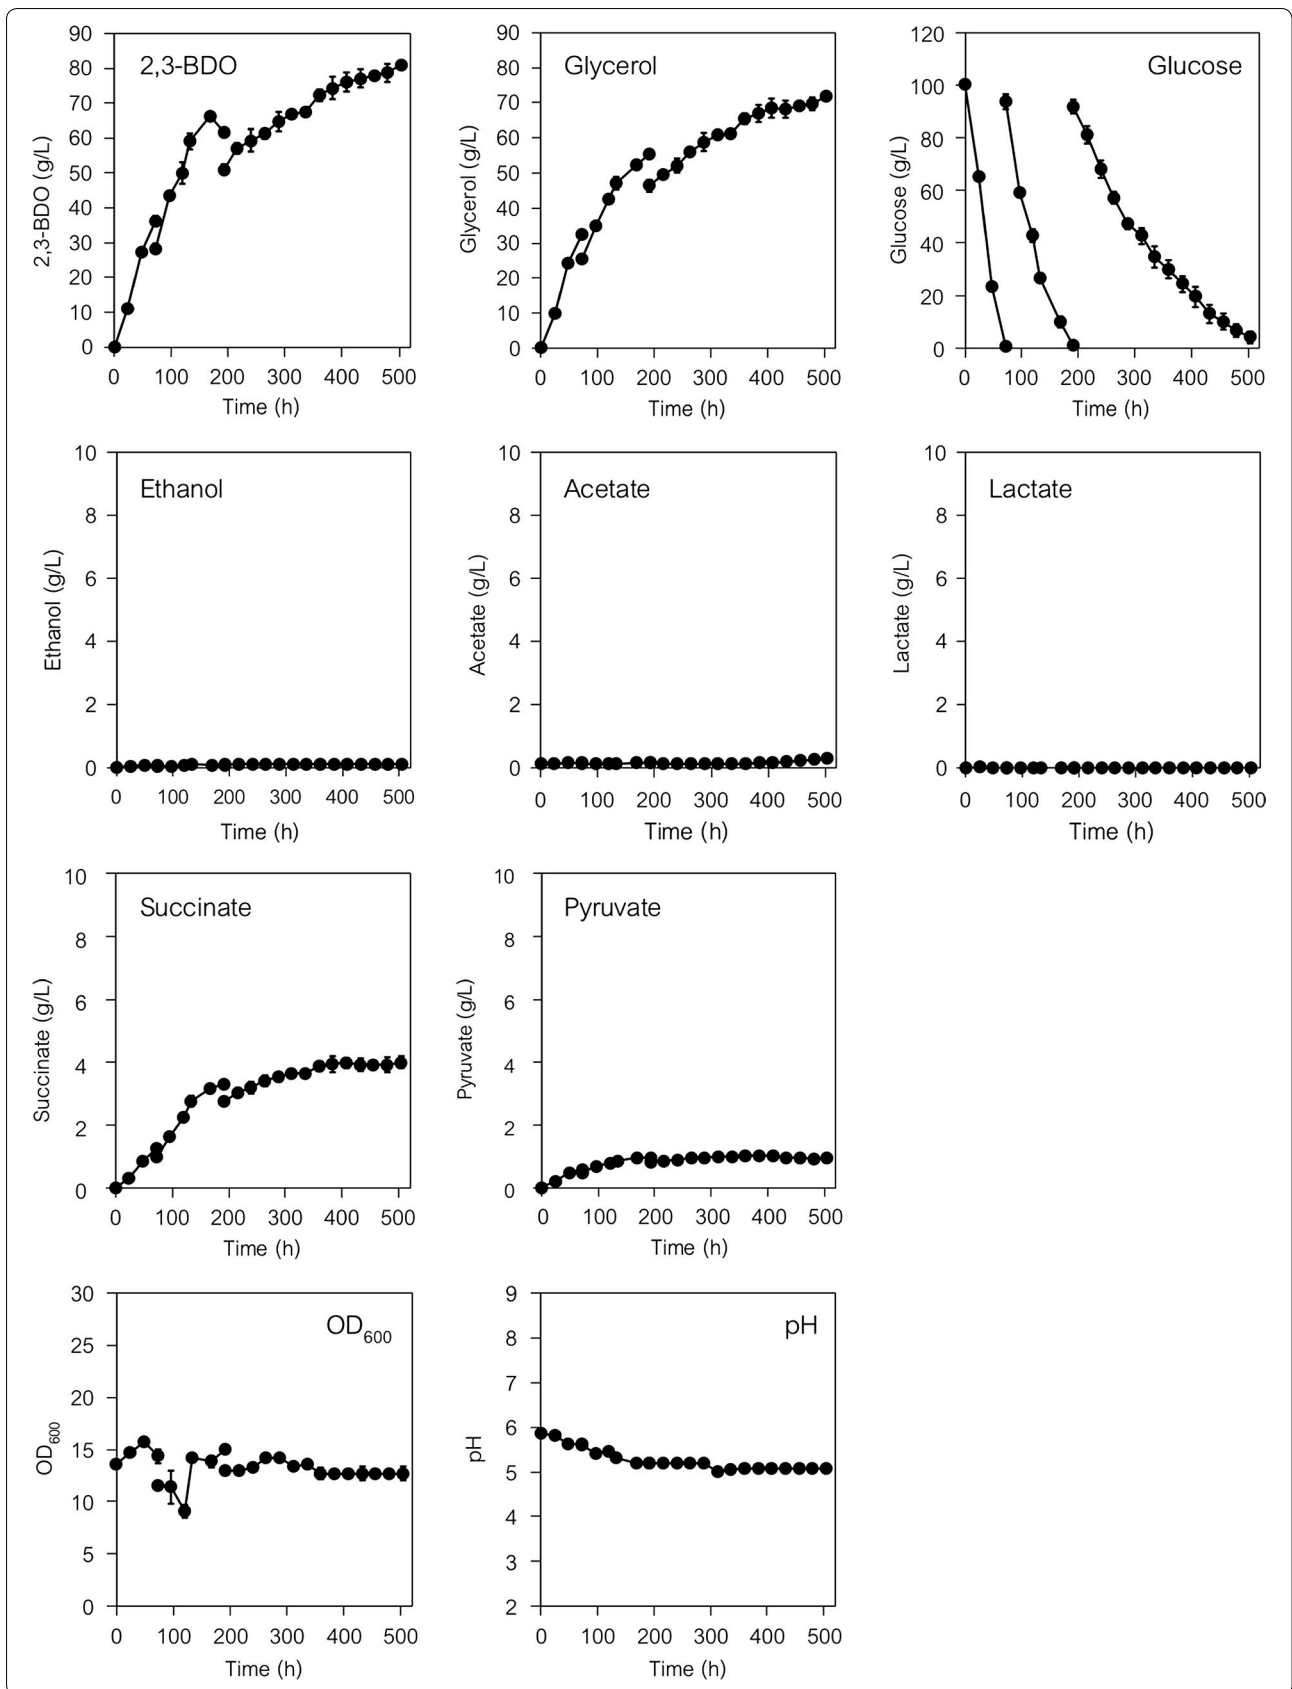 2,3-BDO
2,3-BDO (g/L)
90
80
70
60
50
40
30
20
10
0
0 100 200 300 400 500
Time (h)
Glycerol
Glycerol (g/L)
90
80
70
60
50
40
30
20
10
0
0 100 200 300 400 500
Time (h)
Glucose
Glucose (g/L)
120
100
80
60
40
20
0
0 100 200 300 400 500
Time (h)
Ethanol
Ethanol (g/L)
10
8
6
4
2
0
0 100 200 300 400 500
Time (h)
Acetate
Acetate (g/L)
10
8
6
4
2
0
0 100 200 300 400 500
Time (h)
Lactate
Lactate (g/L)
10
8
6
4
2
0
0 100 200 300 400 500
Time (h)
Succinate
Succinate (g/L)
10
8
6
4
2
0
0 100 200 300 400 500
Time (h)
Pyruvate
Pyruvate (g/L)
10
8
6
4
2
0
0 100 200 300 400 500
Time (h)
OD600
OD600
30
25
20
15
10
5
0
0 100 200 300 400 500
Time (h)
pH
pH
9
8
7
6
5
4
3
2
0 100 200 300 400 500
Time (h)